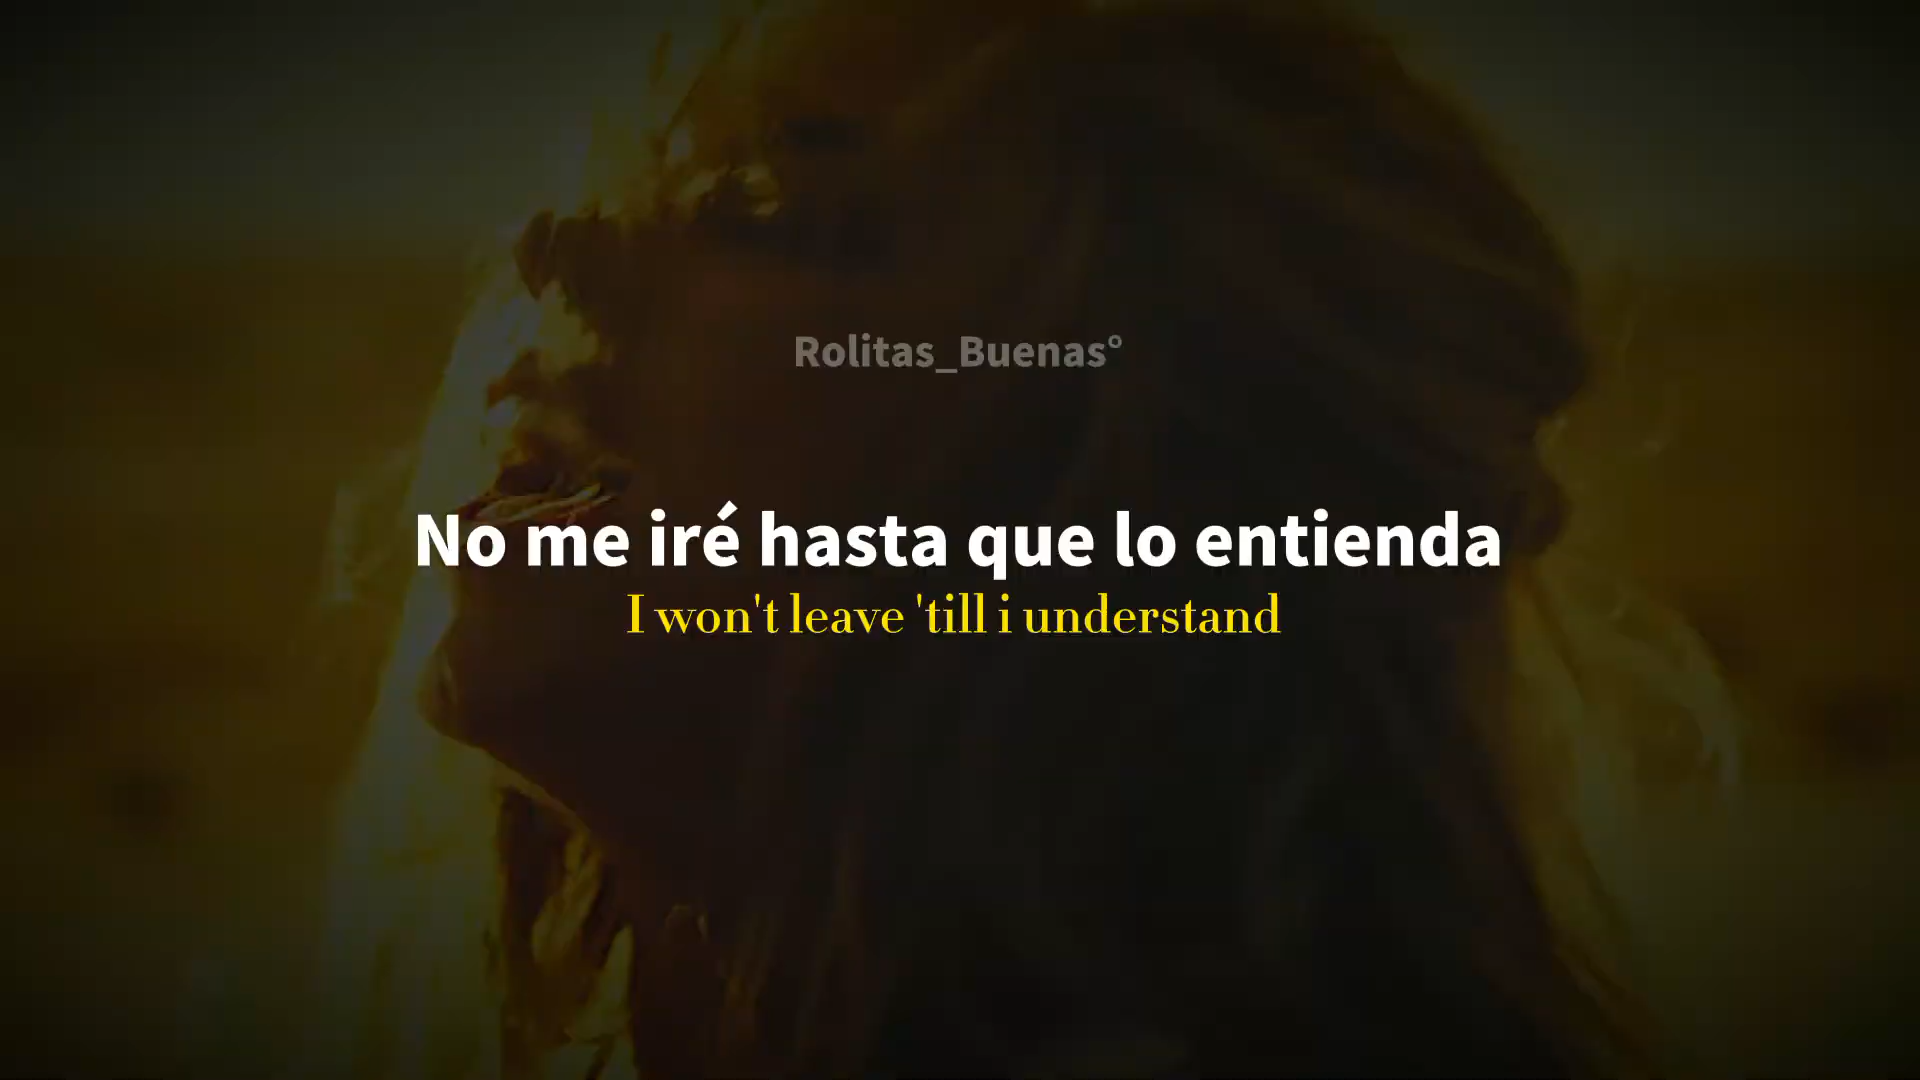 Rolitas_Buenas°
No me iré hasta que lo entienda
I won't leave 'till i understand